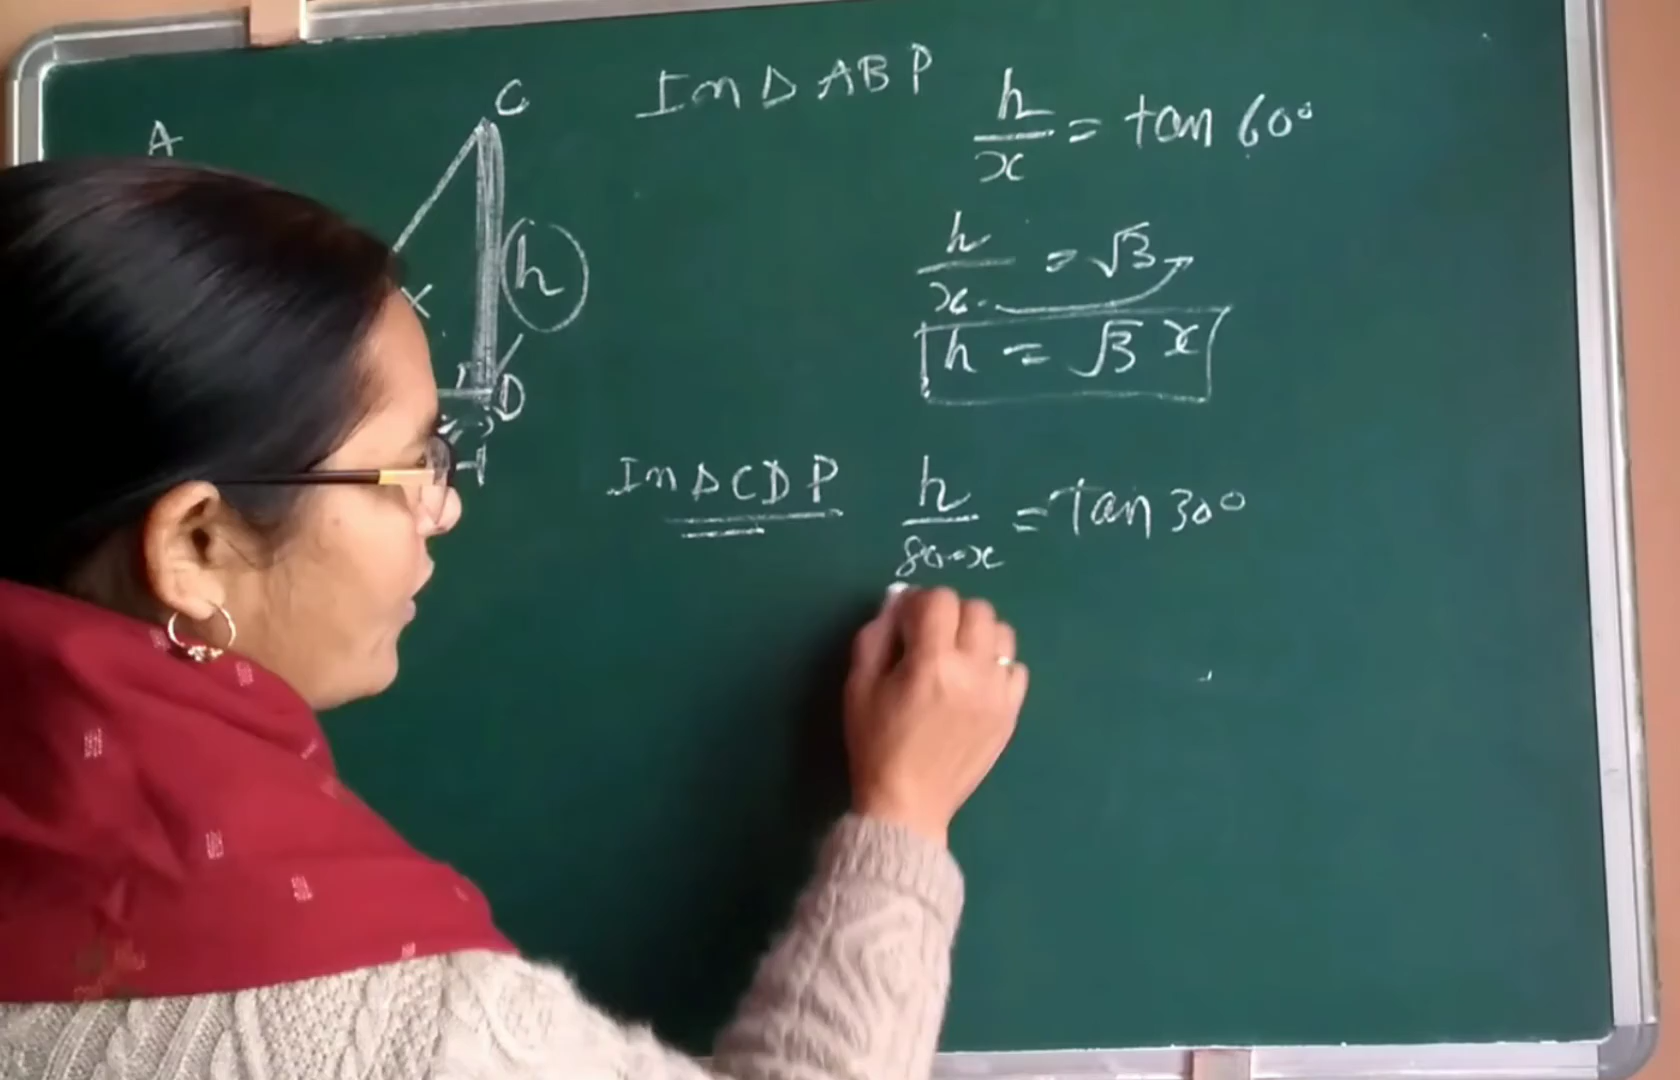 A
C
h
x
D
In Δ ABP
h/x = tan 60°
h/x = √3
h = √3 x
In Δ CDP
h/80-x = tan 30°